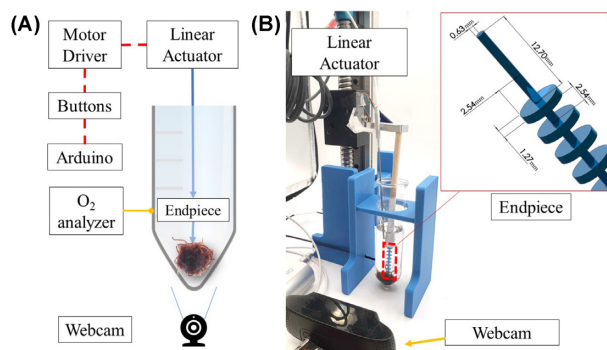 (A)
Motor
Driver
Linear
Actuator
Buttons
Arduino
O₂
analyzer
Endpiece
Webcam
(B)
Linear
Actuator
0.63mm
12.70mm
2.54mm
2.54mm
1.27mm
Endpiece
Webcam